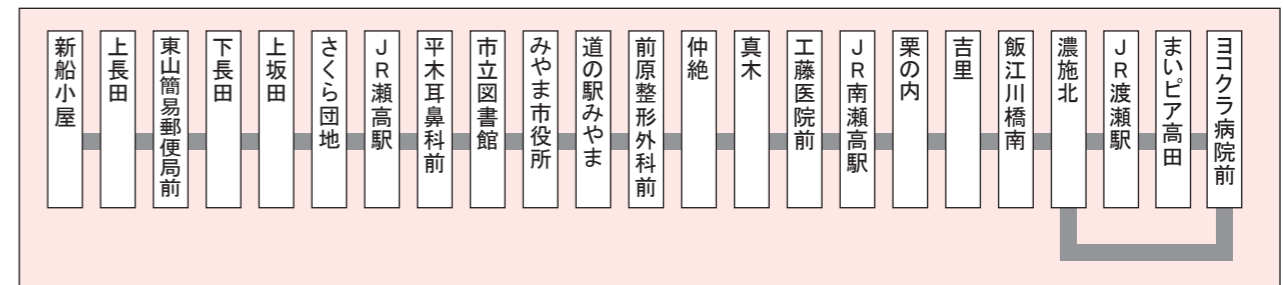 新船小屋
上長田
東山簡易郵便局前
下長田
上坂田
さくら団地
JR瀬高駅
平木耳鼻科前
市立図書館
みやま市役所
道の駅みやま
前原整形外科前
仲絶
真木
工藤医院前
JR南瀬高駅
栗の内
吉里
飯江川橋南
濃施北
JR渡瀬駅
まいピア高田
ヨコクラ病院前